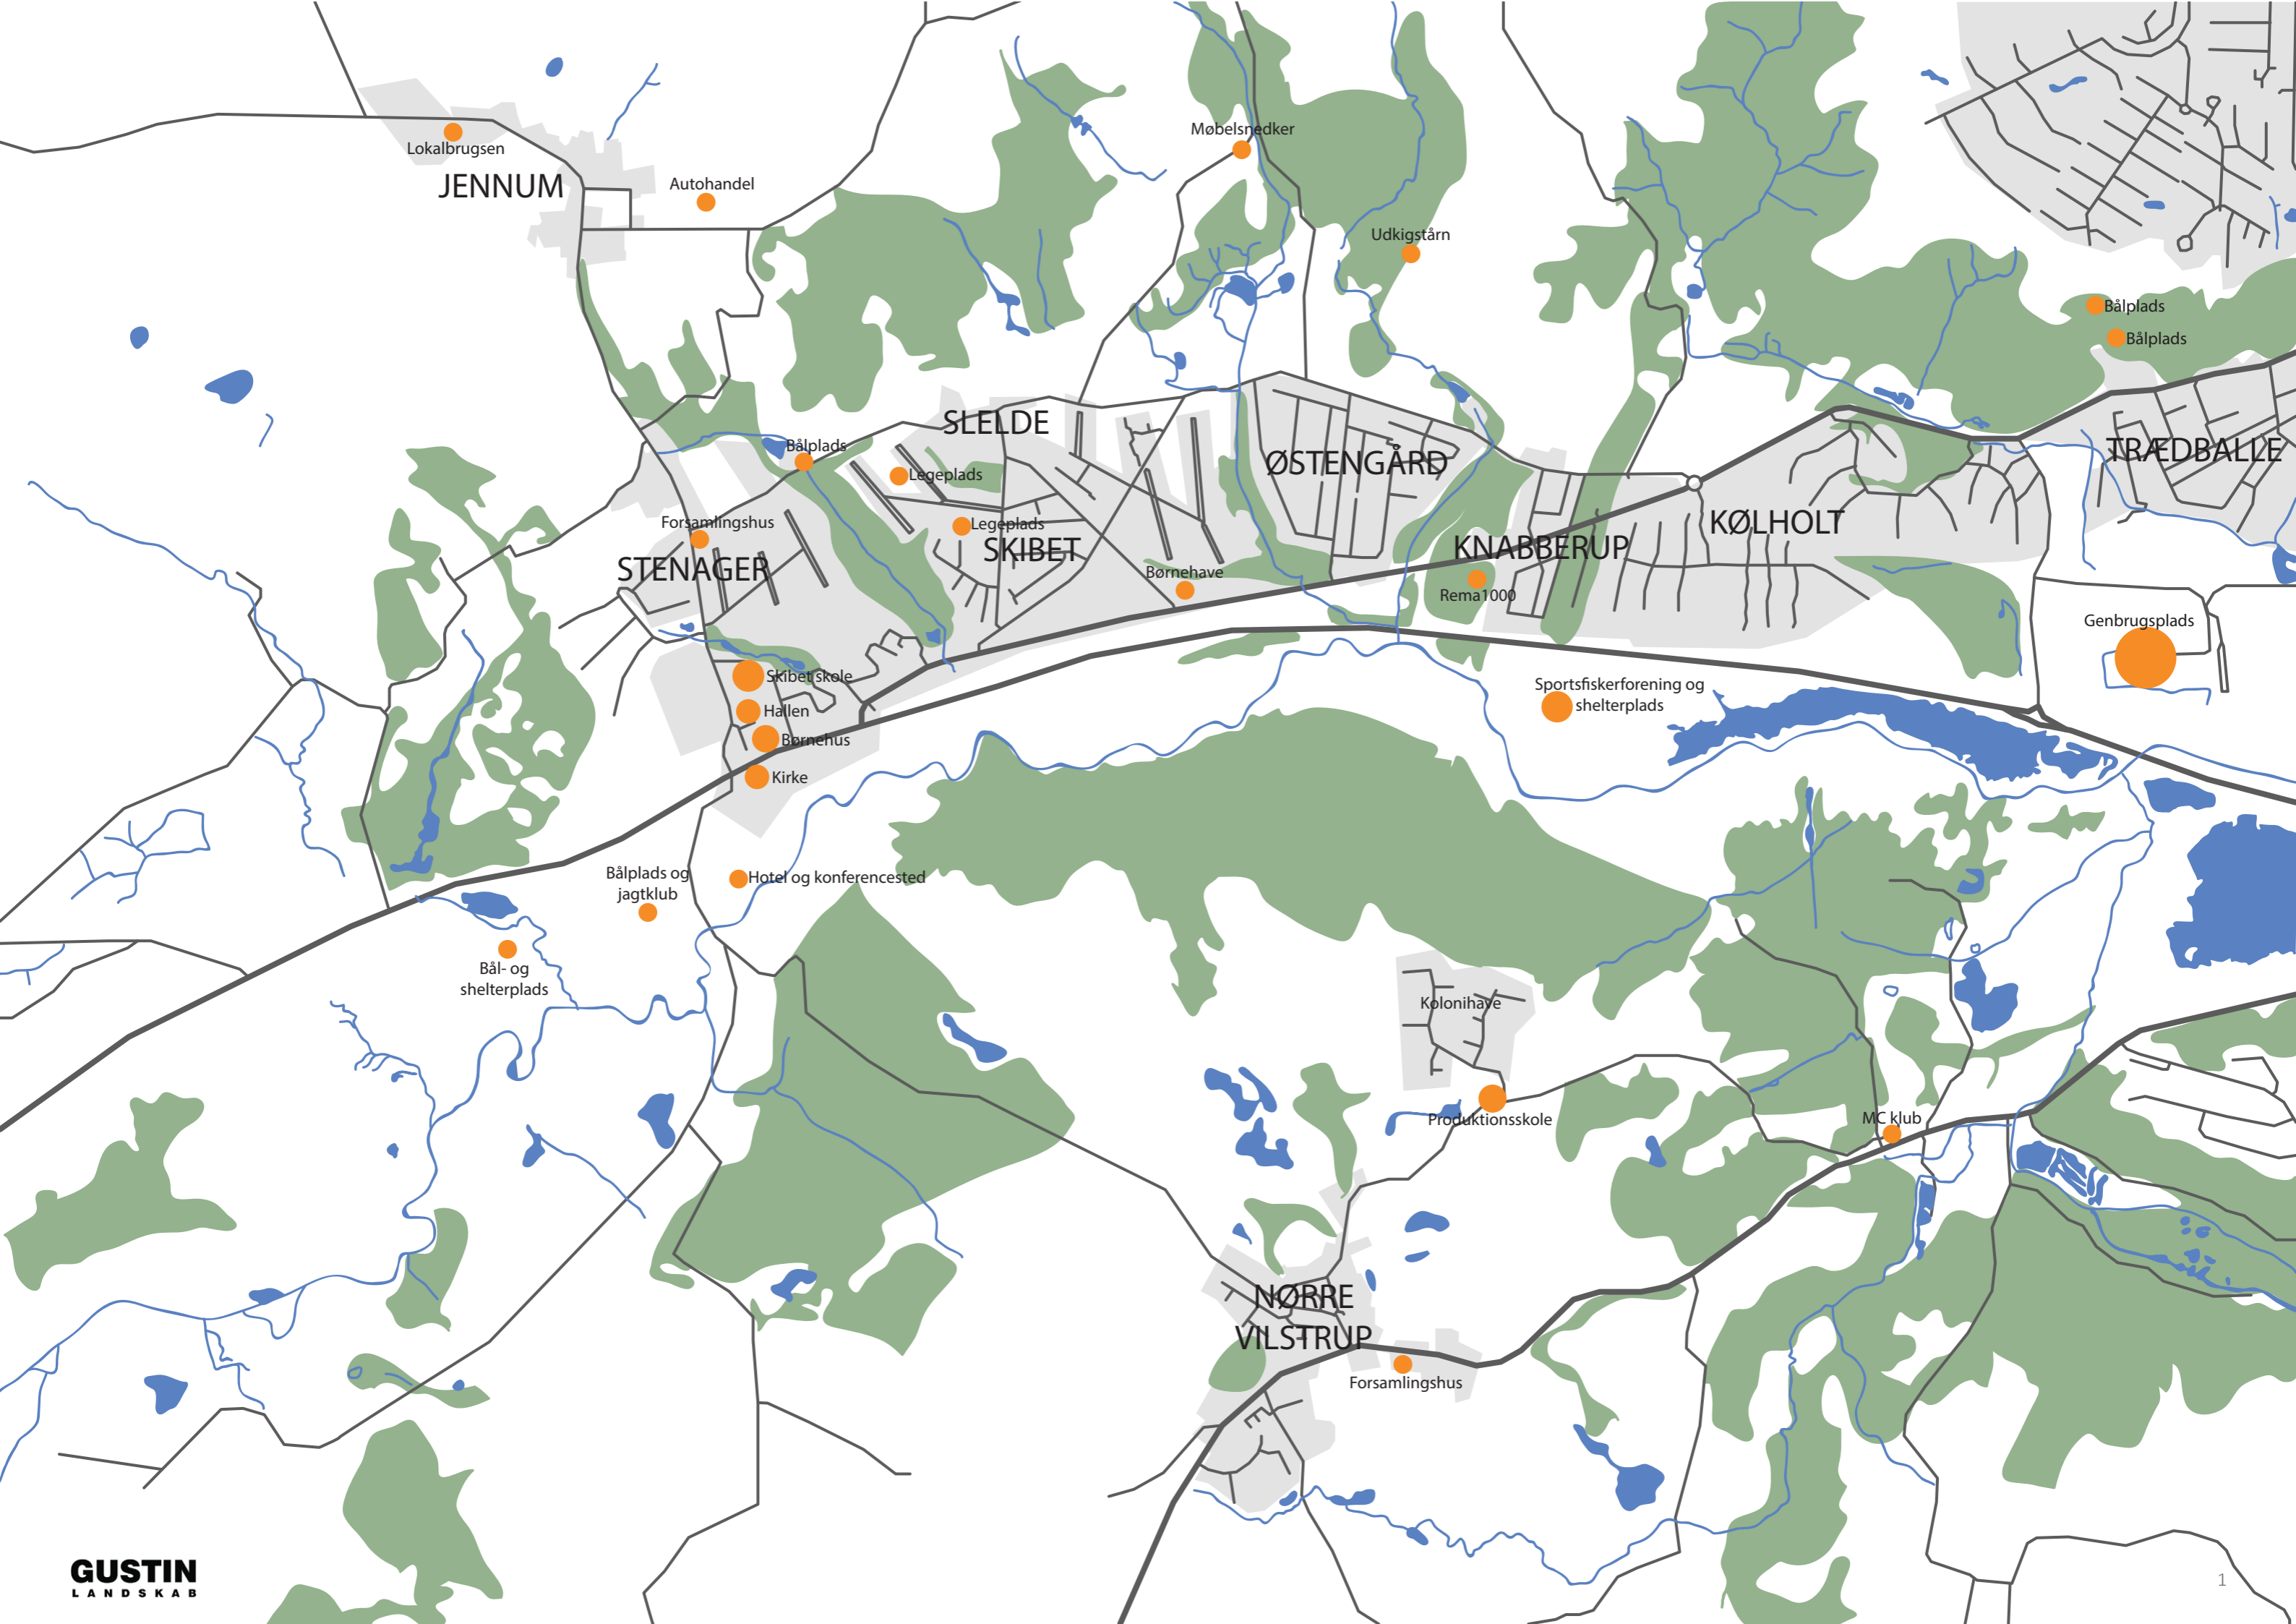 Møbelsnedker
Lokalbrugsen
JENNUM
Autohandel
Udkigstårn
Bålplads
Bålplads
SLELDE
Bålplads
Legeplads
ØSTENGÅRD
TRÆDBALLE
Forsamlingshus
Legeplads
SKIBET
KØLHOLT
KNABBERUP
STENAGER
Børnehave
Rema1000
Genbrugsplads
Skibet skole
Sportsfiskerforening og
shelterplads
Hallen
Børnehus
Kirke
Bålplads og
jagtklub
Hotel og konferencested
Bål- og
shelterplads
Kolonihave
Produktionsskole
MC klub
NØRRE
VILSTRUP
Forsamlingshus
GUSTIN
LANDSKAB
1